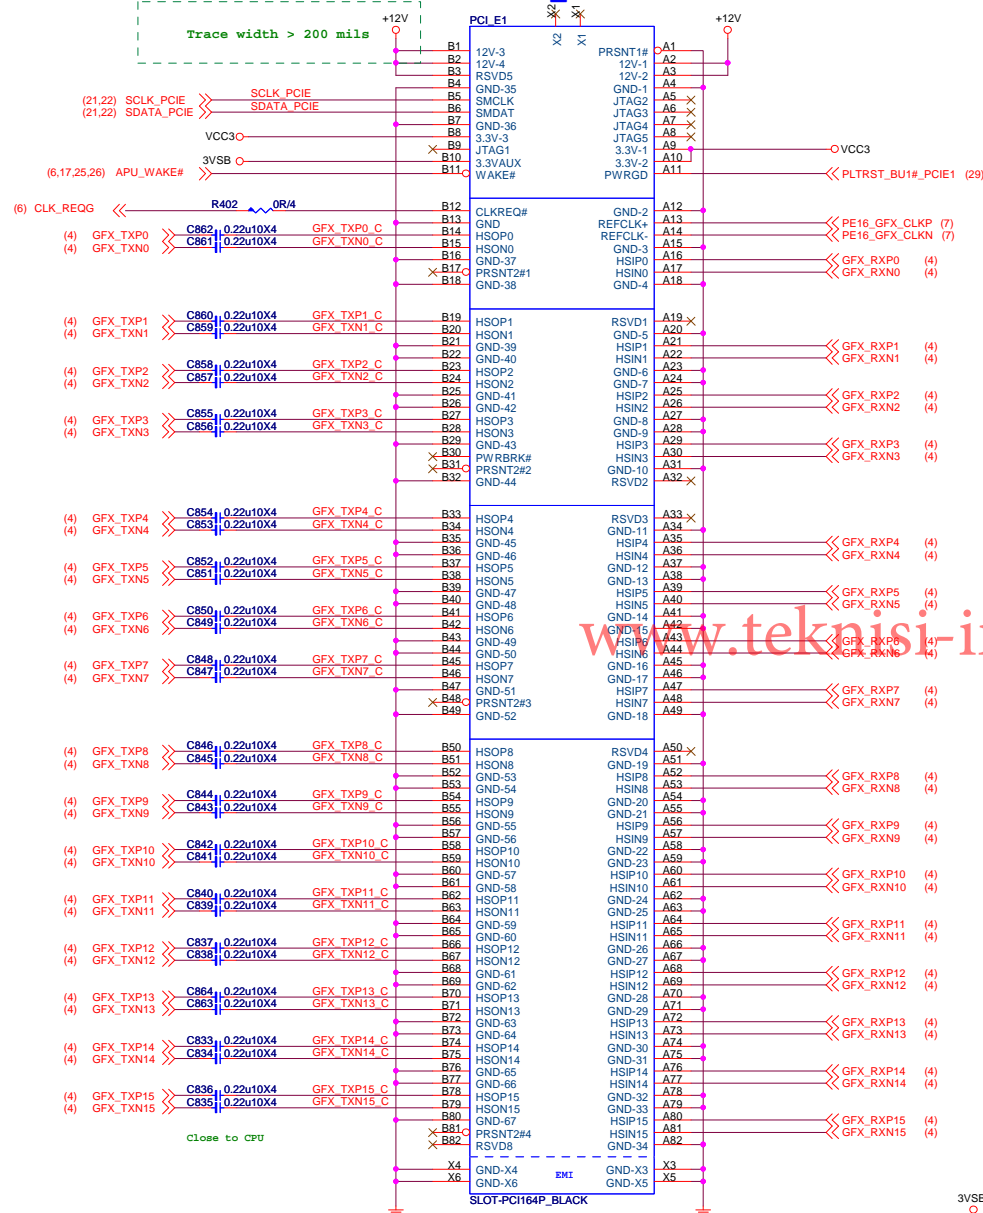 X2 X1
+12V PCI_E1 X2 X1 +12V
Trace width > 200 mils
B1 12V-3 PRSNT1# A1
B2 12V-4 12V-1 A2
B3 RSVD5 12V-2 A3
B4 GND-35 GND-1 A4
(21,22) SCLK_PCIE SCLK_PCIE B5 SMCLK JTAG2 A5
(21,22) SDATA_PCIE SDATA_PCIE B6 SMDAT JTAG3 A6
B7 GND-36 JTAG4 A7
VCC3 B8 3.3V-3 JTAG5 A8
B9 JTAG1 3.3V-1 A9 VCC3
3VSB B10 3.3VAUX 3.3V-2 A10
(6,17,25,26) APU_WAKE# B11 WAKE# PWRGD A11 PLTRST_BU1#_PCIE1 (29)
(6) CLK_REQG R402 0R/4 B12 CLKREQ# GND-2 A12
B13 GND REFCLK+ A13 PE16_GFX_CLKP (7)
(4) GFX_TXP0 C862 0.22u10X4 GFX_TXP0_C B14 HSOP0 REFCLK- A14 PE16_GFX_CLKN (7)
(4) GFX_TXN0 C861 0.22u10X4 GFX_TXN0_C B15 HSON0 GND-3 A15
B16 GND-37 HSIP0 A16 GFX_RXP0 (4)
B17 PRSNT2#1 HSIN0 A17 GFX_RXN0 (4)
B18 GND-38 GND-4 A18
(4) GFX_TXP1 C860 0.22u10X4 GFX_TXP1_C B19 HSOP1 RSVD1 A19
(4) GFX_TXN1 C859 0.22u10X4 GFX_TXN1_C B20 HSON1 GND-5 A20
B21 GND-39 HSIP1 A21 GFX_RXP1 (4)
B22 GND-40 HSIN1 A22 GFX_RXN1 (4)
(4) GFX_TXP2 C858 0.22u10X4 GFX_TXP2_C B23 HSOP2 GND-6 A23
(4) GFX_TXN2 C857 0.22u10X4 GFX_TXN2_C B24 HSON2 GND-7 A24
B25 GND-41 HSIP2 A25 GFX_RXP2 (4)
B26 GND-42 HSIN2 A26 GFX_RXN2 (4)
(4) GFX_TXP3 C855 0.22u10X4 GFX_TXP3_C B27 HSOP3 GND-8 A27
(4) GFX_TXN3 C856 0.22u10X4 GFX_TXN3_C B28 HSON3 GND-9 A28
B29 GND-43 HSIP3 A29 GFX_RXP3 (4)
B30 PWRBRK# HSIN3 A30 GFX_RXN3 (4)
B31 PRSNT2#2 GND-10 A31
B32 GND-44 RSVD2 A32
(4) GFX_TXP4 C854 0.22u10X4 GFX_TXP4_C B33 HSOP4 RSVD3 A33
(4) GFX_TXN4 C853 0.22u10X4 GFX_TXN4_C B34 HSON4 GND-11 A34
B35 GND-45 HSIP4 A35 GFX_RXP4 (4)
B36 GND-46 HSIN4 A36 GFX_RXN4 (4)
(4) GFX_TXP5 C852 0.22u10X4 GFX_TXP5_C B37 HSOP5 GND-12 A37
(4) GFX_TXN5 C851 0.22u10X4 GFX_TXN5_C B38 HSON5 GND-13 A38
B39 GND-47 HSIP5 A39 GFX_RXP5 (4)
B40 GND-48 HSIN5 A40 GFX_RXN5 (4)
(4) GFX_TXP6 C850 0.22u10X4 GFX_TXP6_C B41 HSOP6 GND-14 A41
(4) GFX_TXN6 C849 0.22u10X4 GFX_TXN6_C B42 HSON6 GND-15 A42
www.teknisi-i
B43 GND-49 HSIP6 A43 GFX_RXP6 (4)
B44 GND-50 HSIN6 A44 GFX_RXN6 (4)
(4) GFX_TXP7 C848 0.22u10X4 GFX_TXP7_C B45 HSOP7 GND-16 A45
(4) GFX_TXN7 C847 0.22u10X4 GFX_TXN7_C B46 HSON7 GND-17 A46
B47 GND-51 HSIP7 A47 GFX_RXP7 (4)
B48 PRSNT2#3 HSIN7 A48 GFX_RXN7 (4)
B49 GND-52 GND-18 A49
(4) GFX_TXP8 C846 0.22u10X4 GFX_TXP8_C B50 HSOP8 RSVD4 A50
(4) GFX_TXN8 C845 0.22u10X4 GFX_TXN8_C B51 HSON8 GND-19 A51
B52 GND-53 HSIP8 A52 GFX_RXP8 (4)
B53 GND-54 HSIN8 A53 GFX_RXN8 (4)
(4) GFX_TXP9 C844 0.22u10X4 GFX_TXP9_C B54 HSOP9 GND-20 A54
(4) GFX_TXN9 C843 0.22u10X4 GFX_TXN9_C B55 HSON9 GND-21 A55
B56 GND-55 HSIP9 A56 GFX_RXP9 (4)
B57 GND-56 HSIN9 A57 GFX_RXN9 (4)
(4) GFX_TXP10 C842 0.22u10X4 GFX_TXP10_C B58 HSOP10 GND-22 A58
(4) GFX_TXN10 C841 0.22u10X4 GFX_TXN10_C B59 HSON10 GND-23 A59
B60 GND-57 HSIP10 A60 GFX_RXP10 (4)
B61 GND-58 HSIN10 A61 GFX_RXN10 (4)
(4) GFX_TXP11 C840 0.22u10X4 GFX_TXP11_C B62 HSOP11 GND-24 A62
(4) GFX_TXN11 C839 0.22u10X4 GFX_TXN11_C B63 HSON11 GND-25 A63
B64 GND-59 HSIP11 A64 GFX_RXP11 (4)
B65 GND-60 HSIN11 A65 GFX_RXN11 (4)
(4) GFX_TXP12 C837 0.22u10X4 GFX_TXP12_C B66 HSOP12 GND-26 A66
(4) GFX_TXN12 C838 0.22u10X4 GFX_TXN12_C B67 HSON12 GND-27 A67
B68 GND-61 HSIP12 A68 GFX_RXP12 (4)
B69 GND-62 HSIN12 A69 GFX_RXN12 (4)
(4) GFX_TXP13 C864 0.22u10X4 GFX_TXP13_C B70 HSOP13 GND-28 A70
(4) GFX_TXN13 C863 0.22u10X4 GFX_TXN13_C B71 HSON13 GND-29 A71
B72 GND-63 HSIP13 A72 GFX_RXP13 (4)
B73 GND-64 HSIN13 A73 GFX_RXN13 (4)
(4) GFX_TXP14 C833 0.22u10X4 GFX_TXP14_C B74 HSOP14 GND-30 A74
(4) GFX_TXN14 C834 0.22u10X4 GFX_TXN14_C B75 HSON14 GND-31 A75
B76 GND-65 HSIP14 A76 GFX_RXP14 (4)
B77 GND-66 HSIN14 A77 GFX_RXN14 (4)
(4) GFX_TXP15 C836 0.22u10X4 GFX_TXP15_C B78 HSOP15 GND-32 A78
(4) GFX_TXN15 C835 0.22u10X4 GFX_TXN15_C B79 HSON15 GND-33 A79
B80 GND-67 HSIP15 A80 GFX_RXP15 (4)
B81 PRSNT2#4 HSIN15 A81 GFX_RXN15 (4)
Close to CPU B82 RSVD8 GND-34 A82
X4 GND-X4 EMI GND-X3 X3
X6 GND-X6 GND-X5 X5
SLOT-PCI164P_BLACK 3VSB